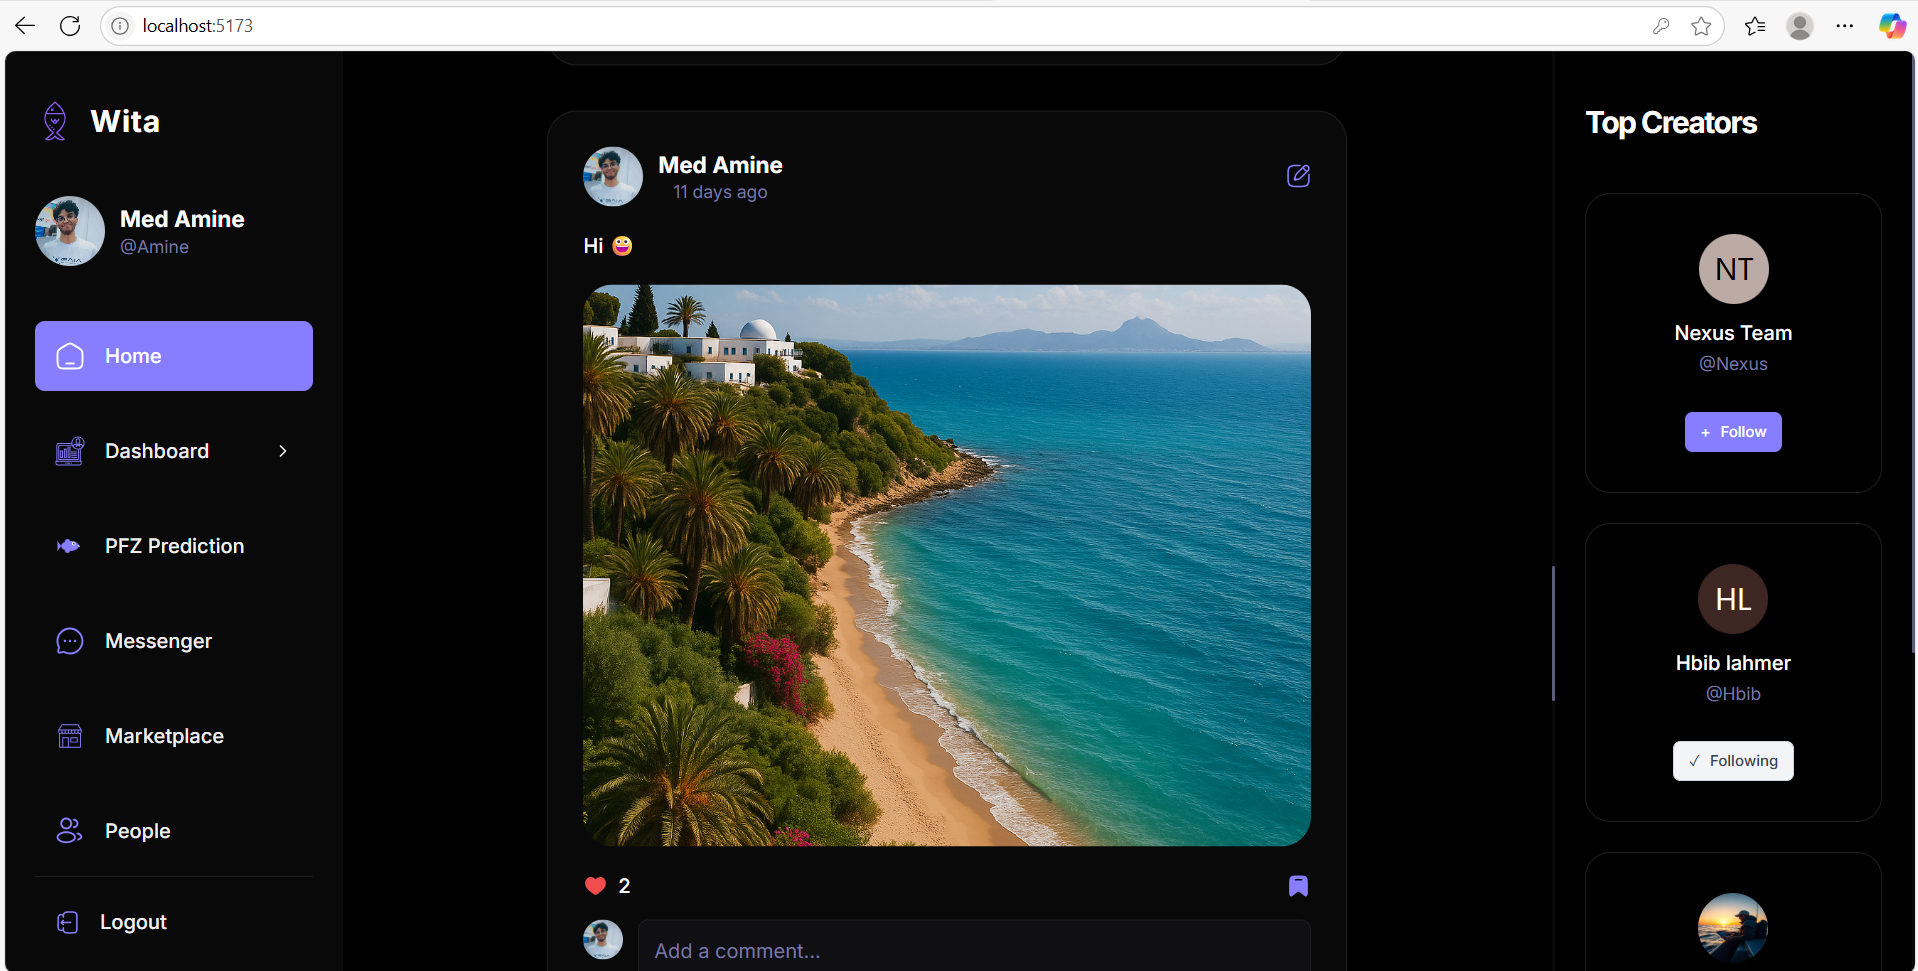 localhost:5173
Wita
Med Amine
@Amine
Home
Dashboard
PFZ Prediction
Messenger
Marketplace
People
Logout
Med Amine
11 days ago
Hi 😀
2
Add a comment...
Top Creators
NT
Nexus Team
@Nexus
+ Follow
HL
Hbib lahmer
@Hbib
✓ Following